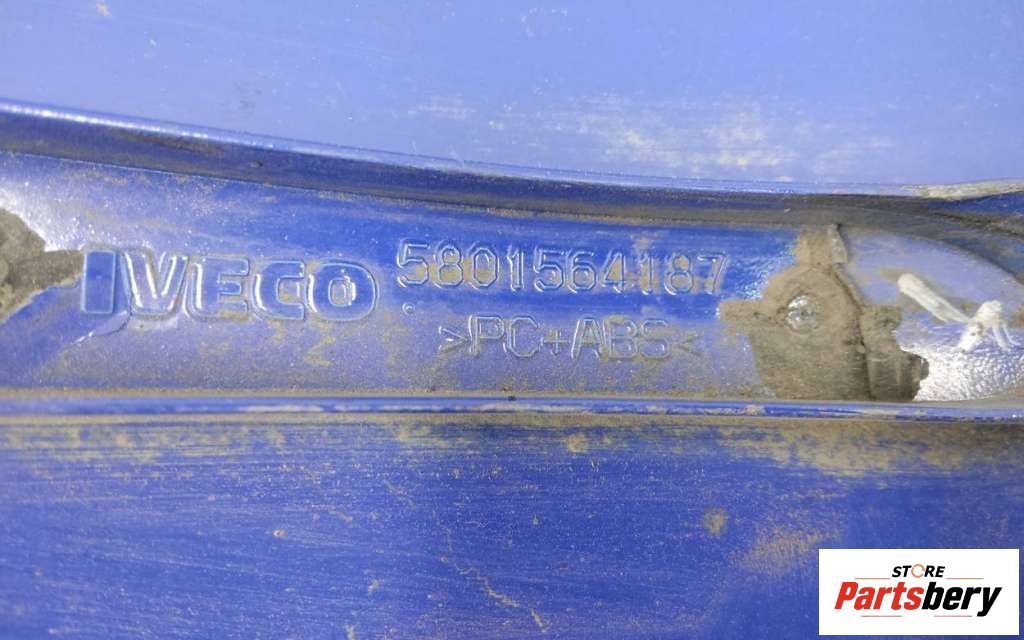 IVECO 5801564187
>PC+ABS<
STORE
Partsbery